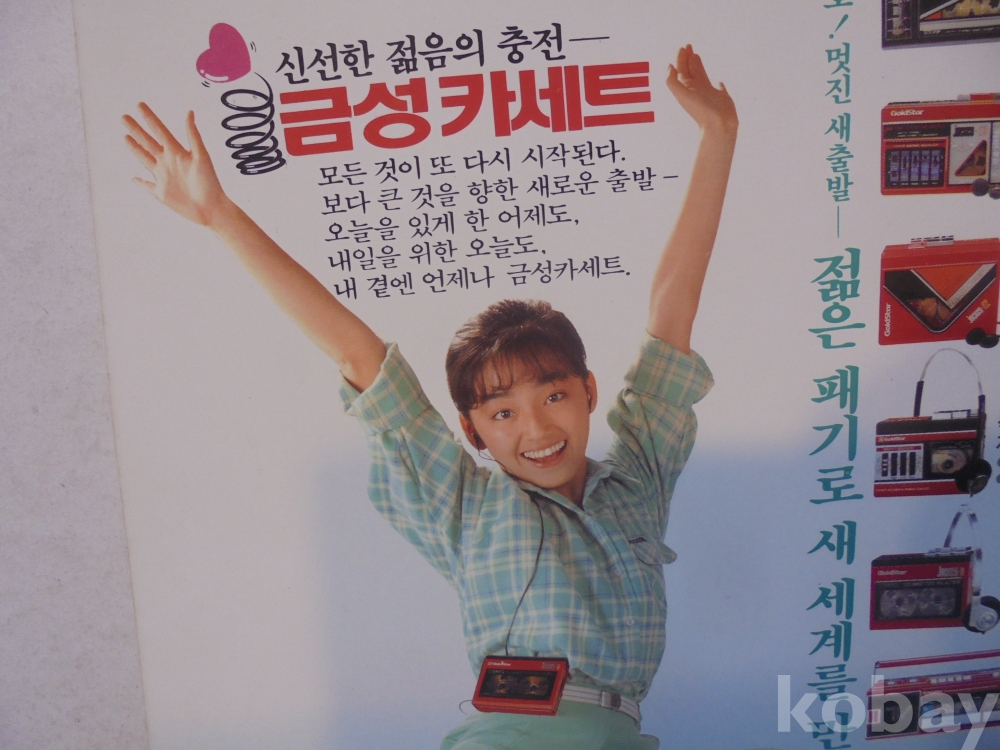 신선한 젊음의 충전—
금성 카세트
모든 것이 또 다시 시작된다.
보다 큰 것을 향한 새로운 출발–
오늘을 있게 한 어제도,
내일을 위한 오늘도,
내 곁엔 언제나 금성카세트.
! 멋진 새출발—
젊은 패기로 새 세계를
GoldStar
GoldStar
GoldStar
GoldStar
kobay